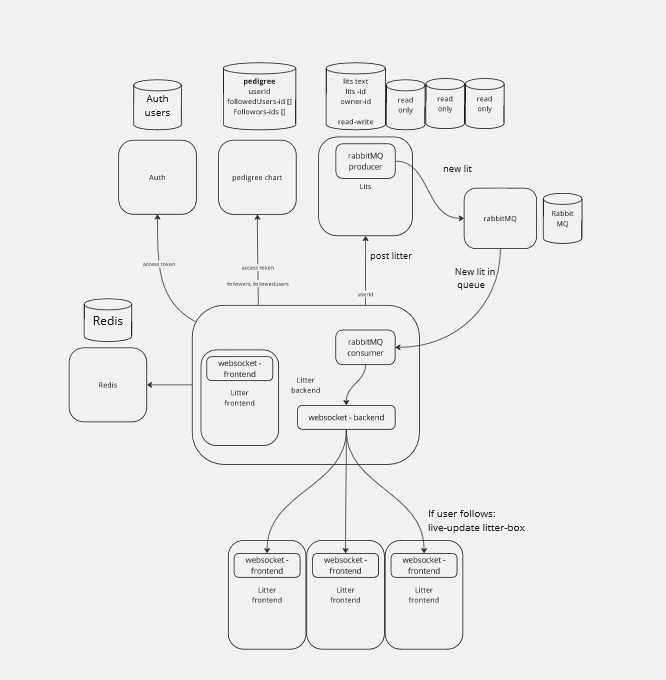 Auth
users
pedigree
userId
followedUsers-id []
Followors-ids []
lits text
lits -id
owner-id
read-write
read
only
read
only
read
only
Auth
pedigree chart
rabbitMQ
producer
Lits
new lit
rabbitMQ
Rabbit
MQ
access token
access token
followers, followedusers
post litter
userId
New lit in
queue
Redis
Redis
websocket -
frontend
Litter
frontend
Litter
backend
rabbitMQ
consumer
websocket - backend
If user follows:
live-update litter-box
websocket -
frontend
Litter
frontend
websocket -
frontend
Litter
frontend
websocket -
frontend
Litter
frontend